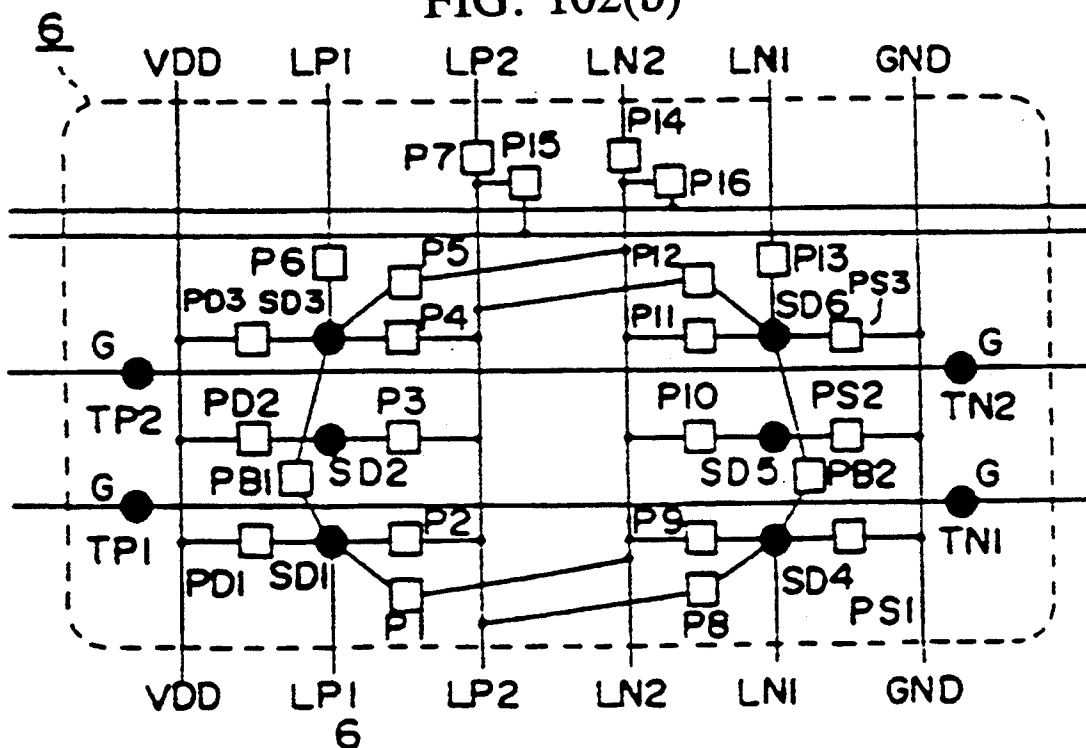 FIG. 102(b)
6
VDD LP1 LP2 LN2 LN1 GND
P14
P7 P15
P16
P6 P5 P12 P13
PD3 SD3 SD6 PS3
P4 P11
G G
TP2 PD2 P3 P10 PS2 TN2
SD2 SD5
G PB1 PB2 G
TP1 P2 P9 TN1
PD1 SD1 SD4
P1 P8 PS1
VDD LP1 LP2 LN2 LN1 GND
6